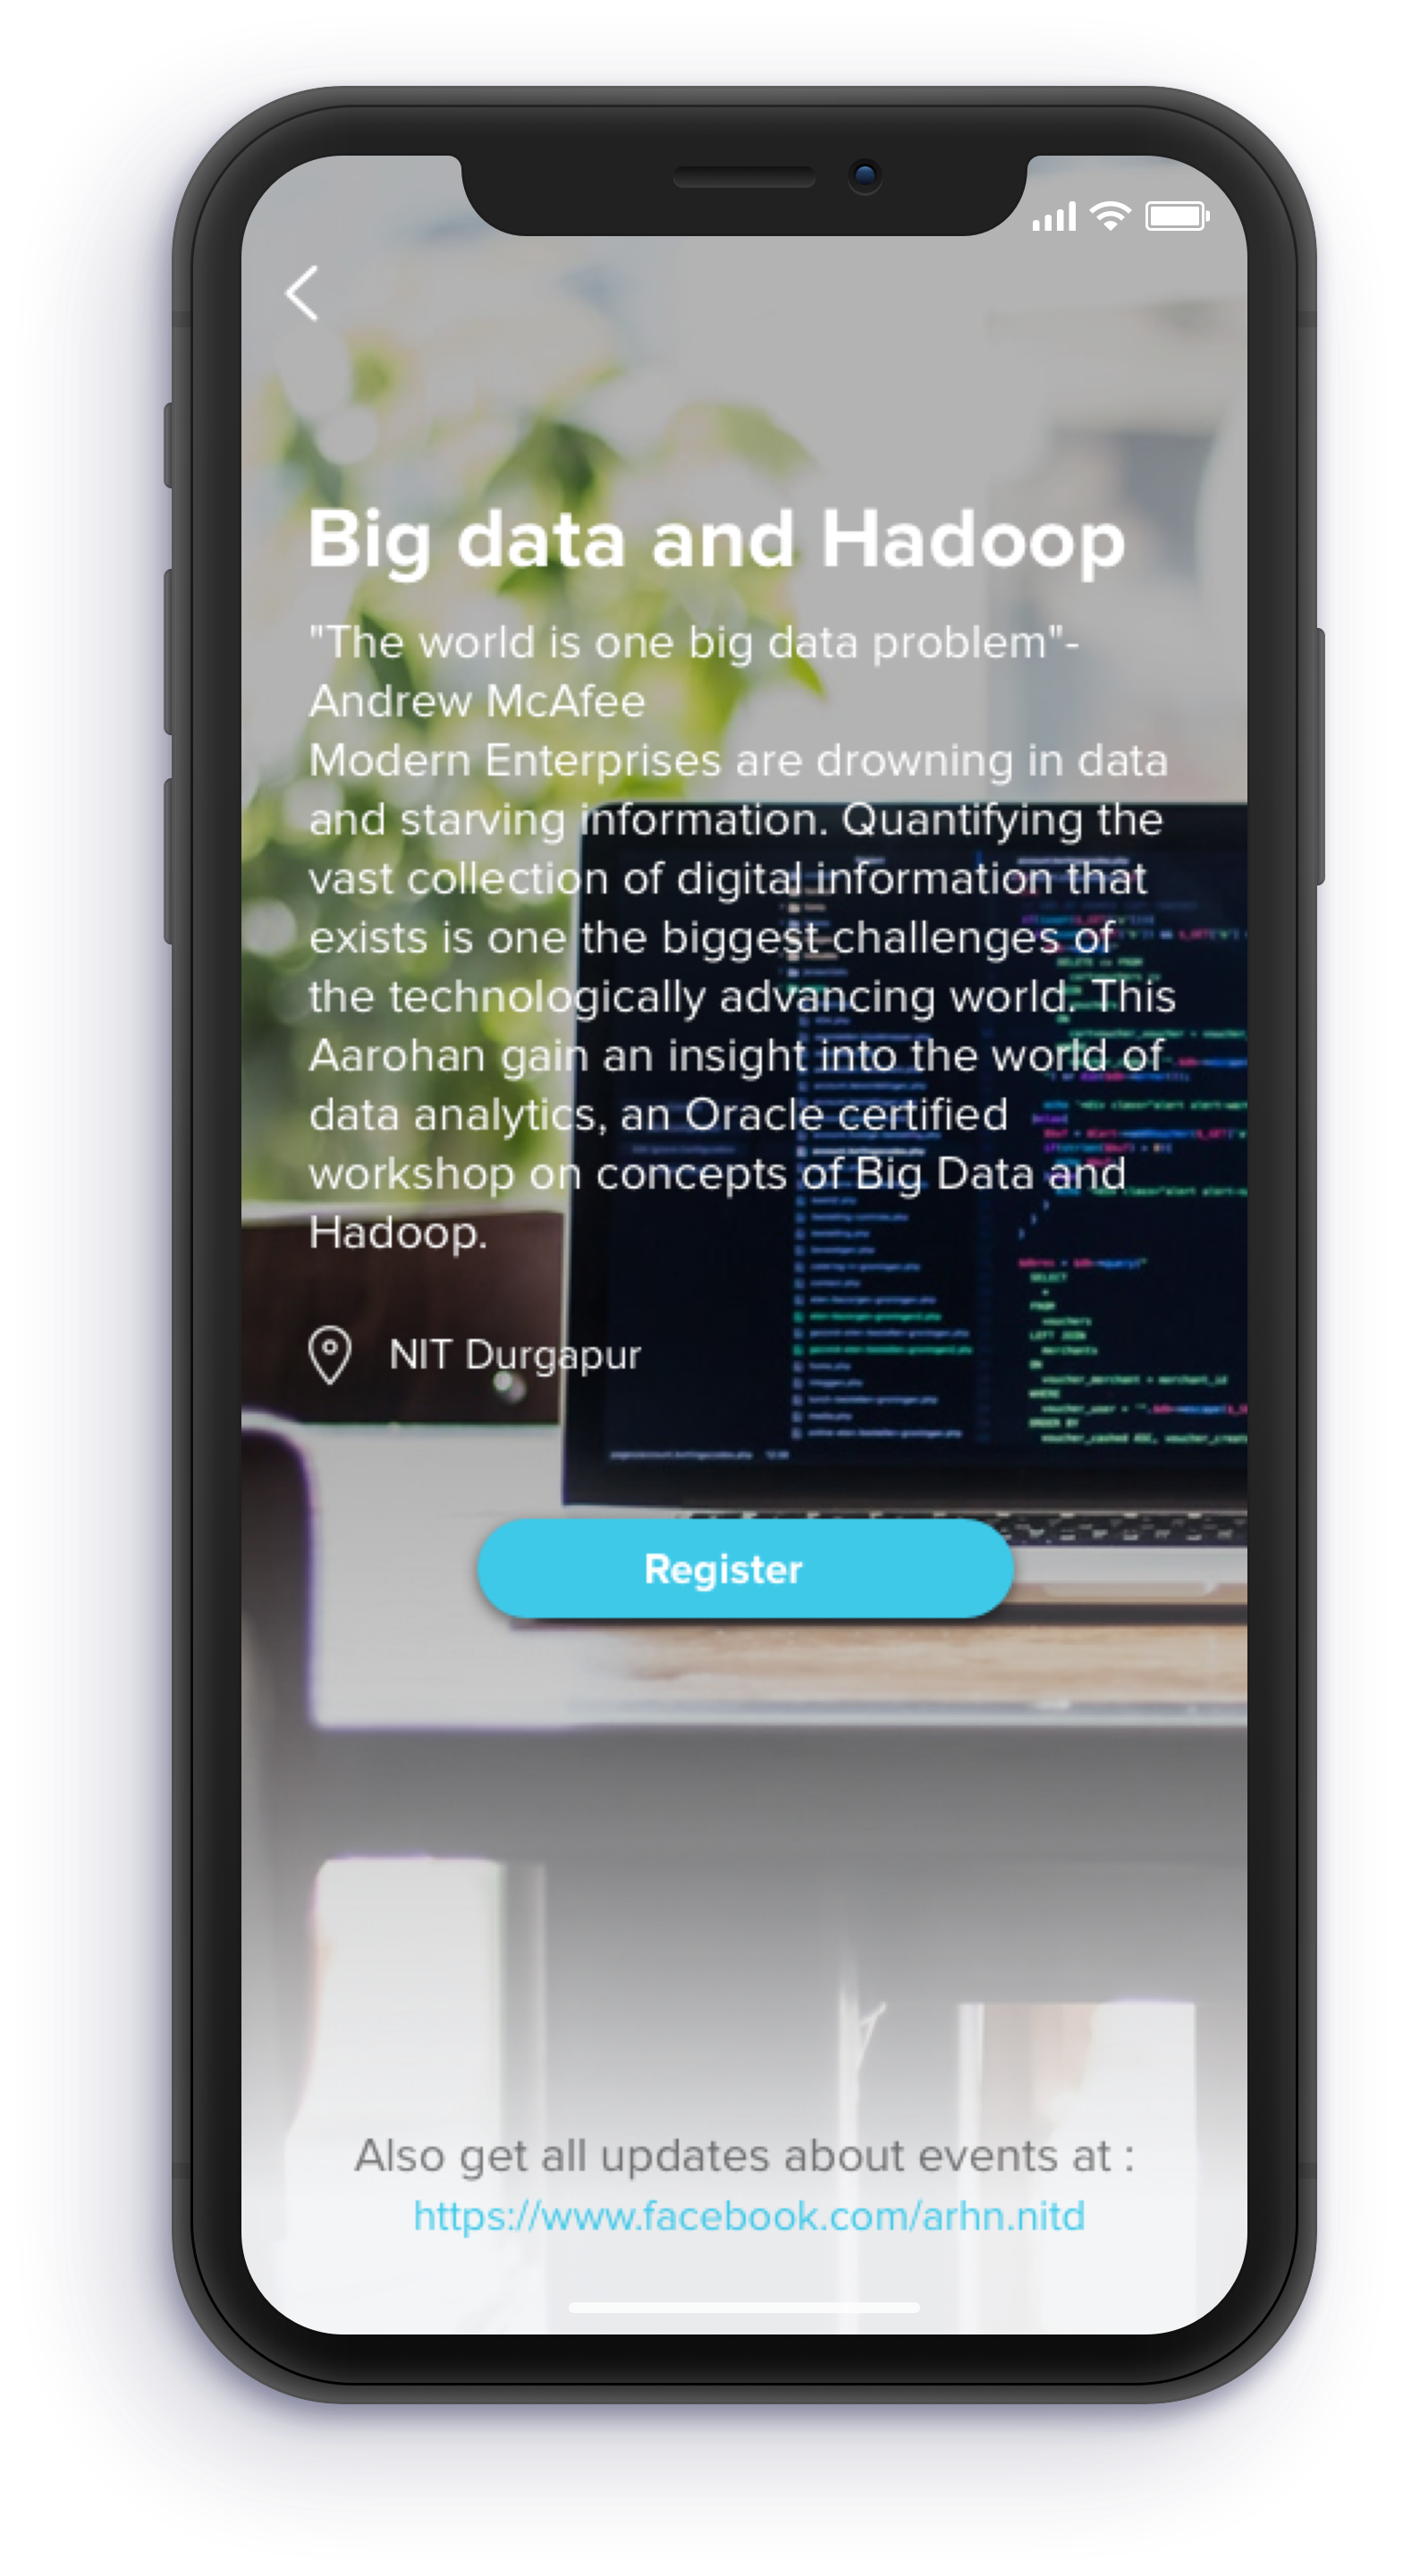 Big data and Hadoop
"The world is one big data problem"-
Andrew McAfee
Modern Enterprises are drowning in data
and starving information. Quantifying the
vast collection of digital information that
exists is one the biggest challenges of
the technologically advancing world. This
Aarohan gain an insight into the world of
data analytics, an Oracle certified
workshop on concepts of Big Data and
Hadoop.
NIT Durgapur
Register
Also get all updates about events at :
https://www.facebook.com/arhn.nitd